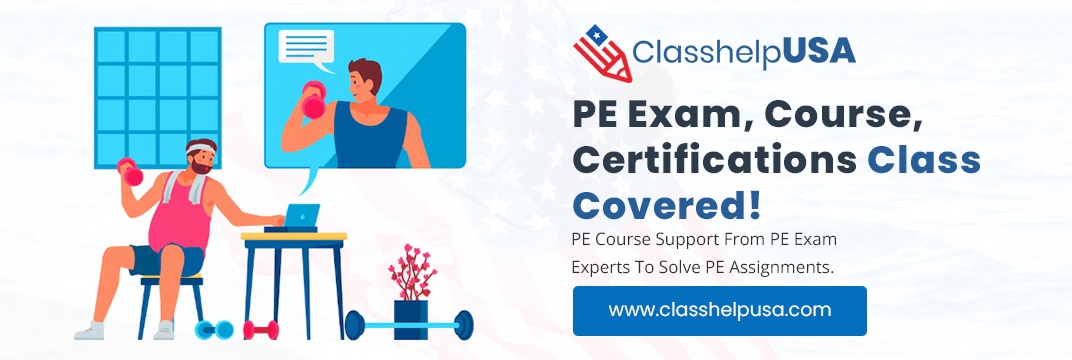 ClasshelpUSA
PE Exam, Course,
Certifications Class
Covered!
PE Course Support From PE Exam
Experts To Solve PE Assignments.
www.classhelpusa.com